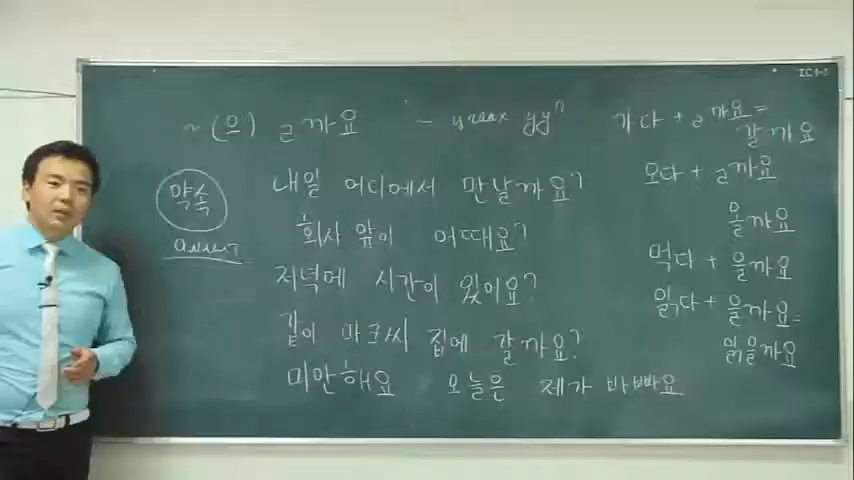 ~ (으) ㄹ까요
가다 + ㄹ까요 =
갈까요
오다 + ㄹ까요
올까요
먹다 + 을까요
읽다 + 을까요 =
읽을까요
약속
내일 어디에서 만날까요?
회사 앞이 어때요?
저녁에 시간이 있어요?
같이 마크씨 집에 갈까요?
미안해요 오늘은 제가 바빠요